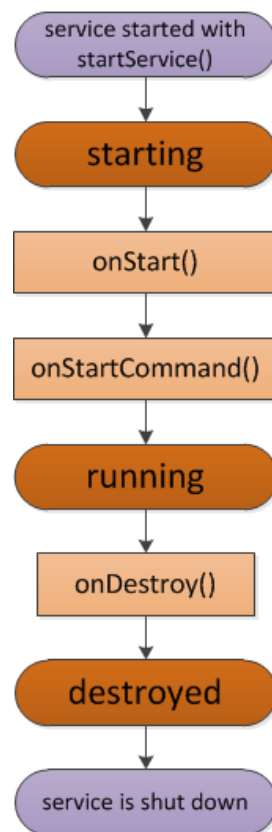 service started with
startService()
starting
onStart()
onStartCommand()
running
onDestroy()
destroyed
service is shut down